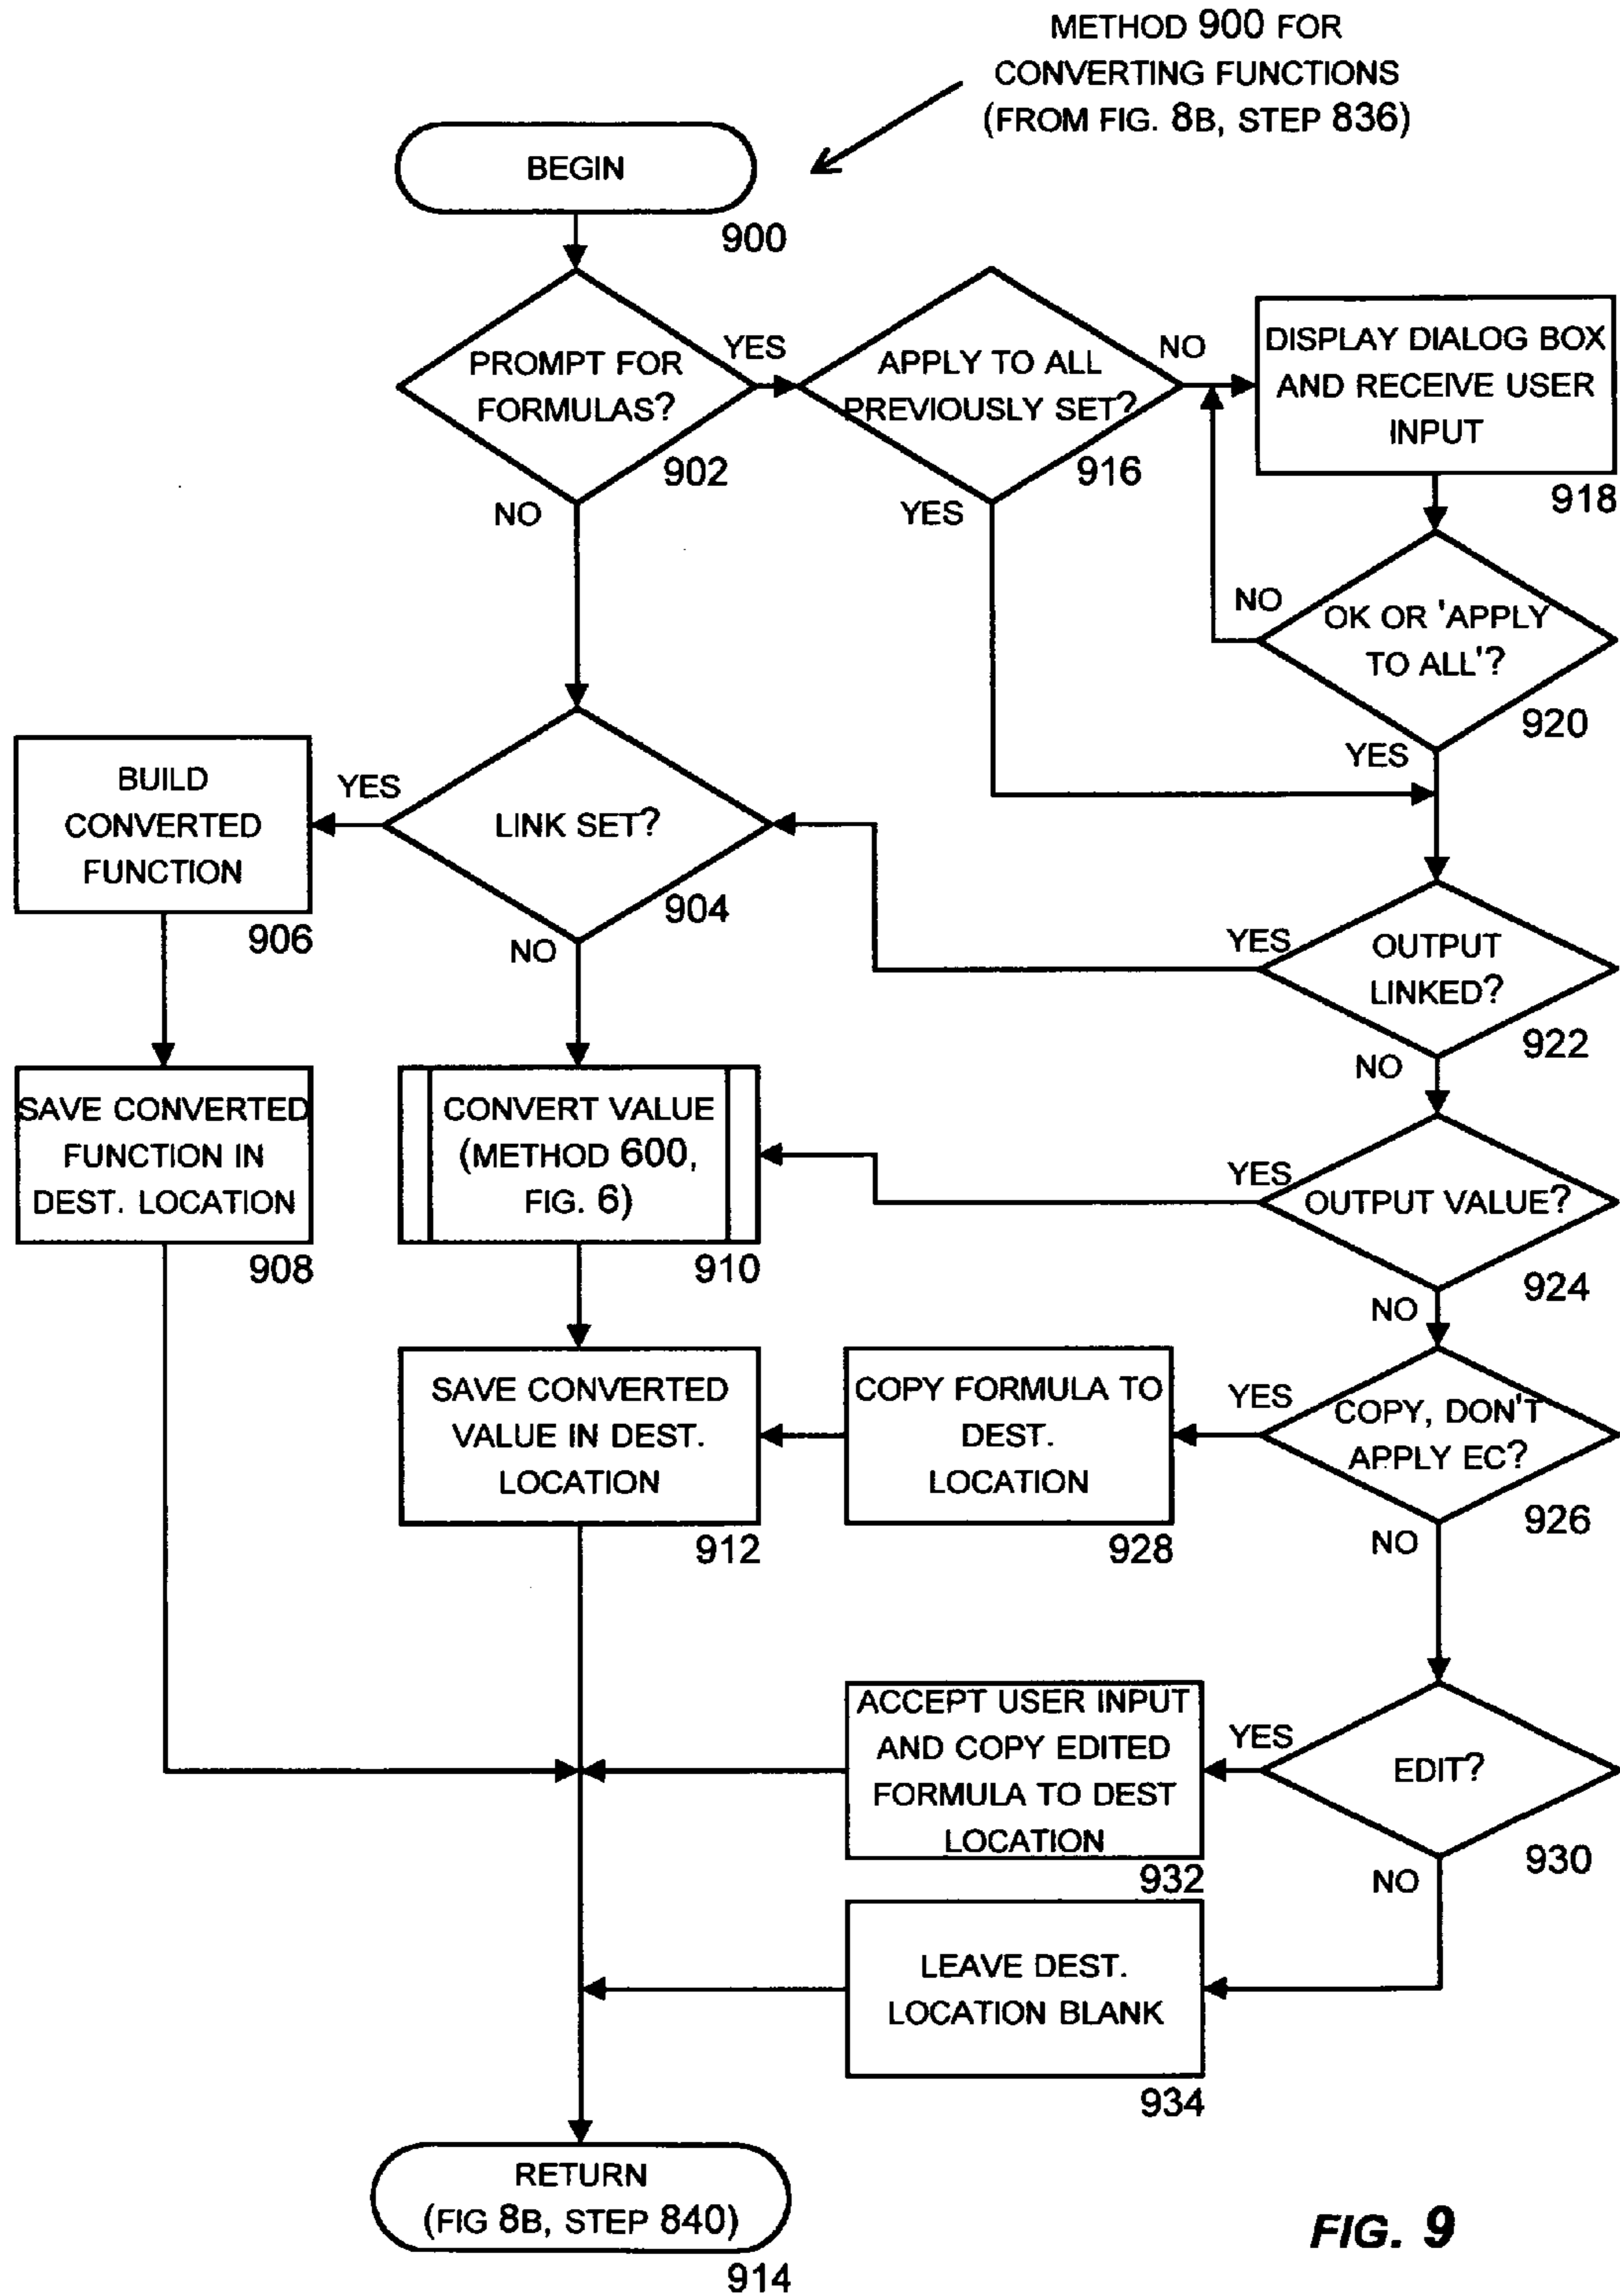 METHOD 900 FOR
CONVERTING FUNCTIONS
(FROM FIG. 8B, STEP 836)
BEGIN
900
PROMPT FOR
FORMULAS?
902
YES
NO
APPLY TO ALL
PREVIOUSLY SET?
916
NO
YES
DISPLAY DIALOG BOX
AND RECEIVE USER
INPUT
918
OK OR 'APPLY
TO ALL'?
920
NO
YES
LINK SET?
904
YES
NO
BUILD
CONVERTED
FUNCTION
906
SAVE CONVERTED
FUNCTION IN
DEST. LOCATION
908
OUTPUT
LINKED?
922
YES
NO
CONVERT VALUE
(METHOD 600,
FIG. 6)
910
OUTPUT VALUE?
924
YES
NO
SAVE CONVERTED
VALUE IN DEST.
LOCATION
912
COPY FORMULA TO
DEST.
LOCATION
928
COPY, DON'T
APPLY EC?
926
YES
NO
ACCEPT USER INPUT
AND COPY EDITED
FORMULA TO DEST
LOCATION
932
EDIT?
930
YES
NO
LEAVE DEST.
LOCATION BLANK
934
RETURN
(FIG 8B, STEP 840)
914
FIG. 9